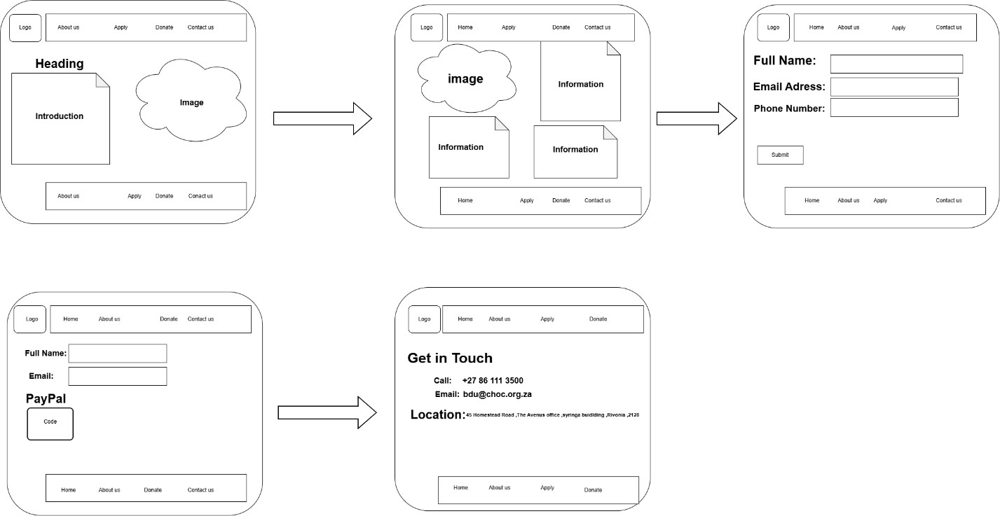 Logo About us Apply Donate Contact us
Heading
Introduction
Image
About us Apply Donate Conact us
Logo Home Apply Donate Contact us
image
Information
Information
Information
Home Apply Donate Contact us
Logo Home About us Apply Contact us
Full Name:
Email Adress:
Phone Number:
Submit
Home About us Apply Contact us
Logo Home About us Donate Contact us
Full Name:
Email:
PayPal
Code
Home About us Donate Contact us
Logo Home About us Apply Donate
Get in Touch
Call: +27 86 111 3500
Email: bdu@choc.org.za
Location: 45 Homestead Road ,The Avenus office ,syringa buidlding ,Rivonia ,2128
Home About us Apply Donate